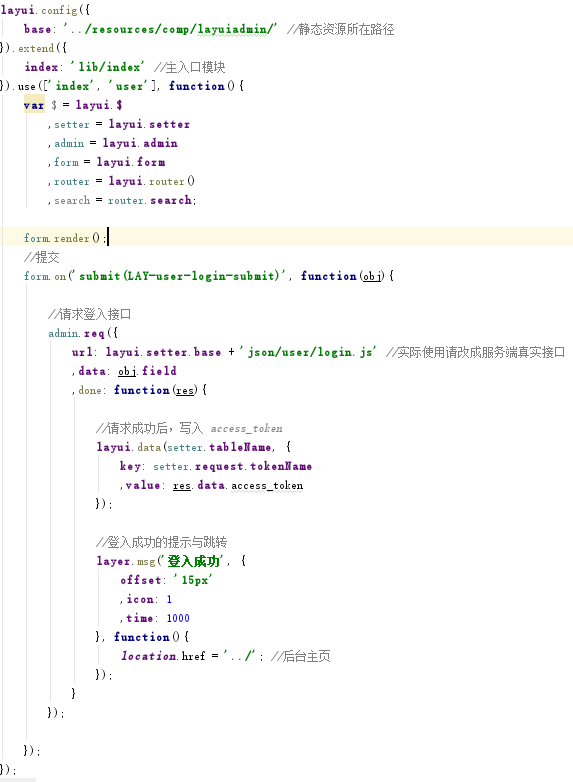 layui.config({
    base: '../resources/comp/layuiadmin/' //静态资源所在路径
}).extend({
    index: 'lib/index' //主入口模块
}).use(['index', 'user'], function(){
    var $ = layui.$
        ,setter = layui.setter
        ,admin = layui.admin
        ,form = layui.form
        ,router = layui.router()
        ,search = router.search;

    form.render();
    //提交
    form.on('submit(LAY-user-login-submit)', function(obj){

        //请求登入接口
        admin.req({
            url: layui.setter.base + 'json/user/login.js' //实际使用请改成服务端真实接口
            ,data: obj.field
            ,done: function(res){

                //请求成功后，写入 access_token
                layui.data(setter.tableName, {
                    key: setter.request.tokenName
                    ,value: res.data.access_token
                });

                //登入成功的提示与跳转
                layer.msg('登入成功', {
                    offset: '15px'
                    ,icon: 1
                    ,time: 1000
                }, function(){
                    location.href = '../'; //后台主页
                });
            }
        });

    });
});